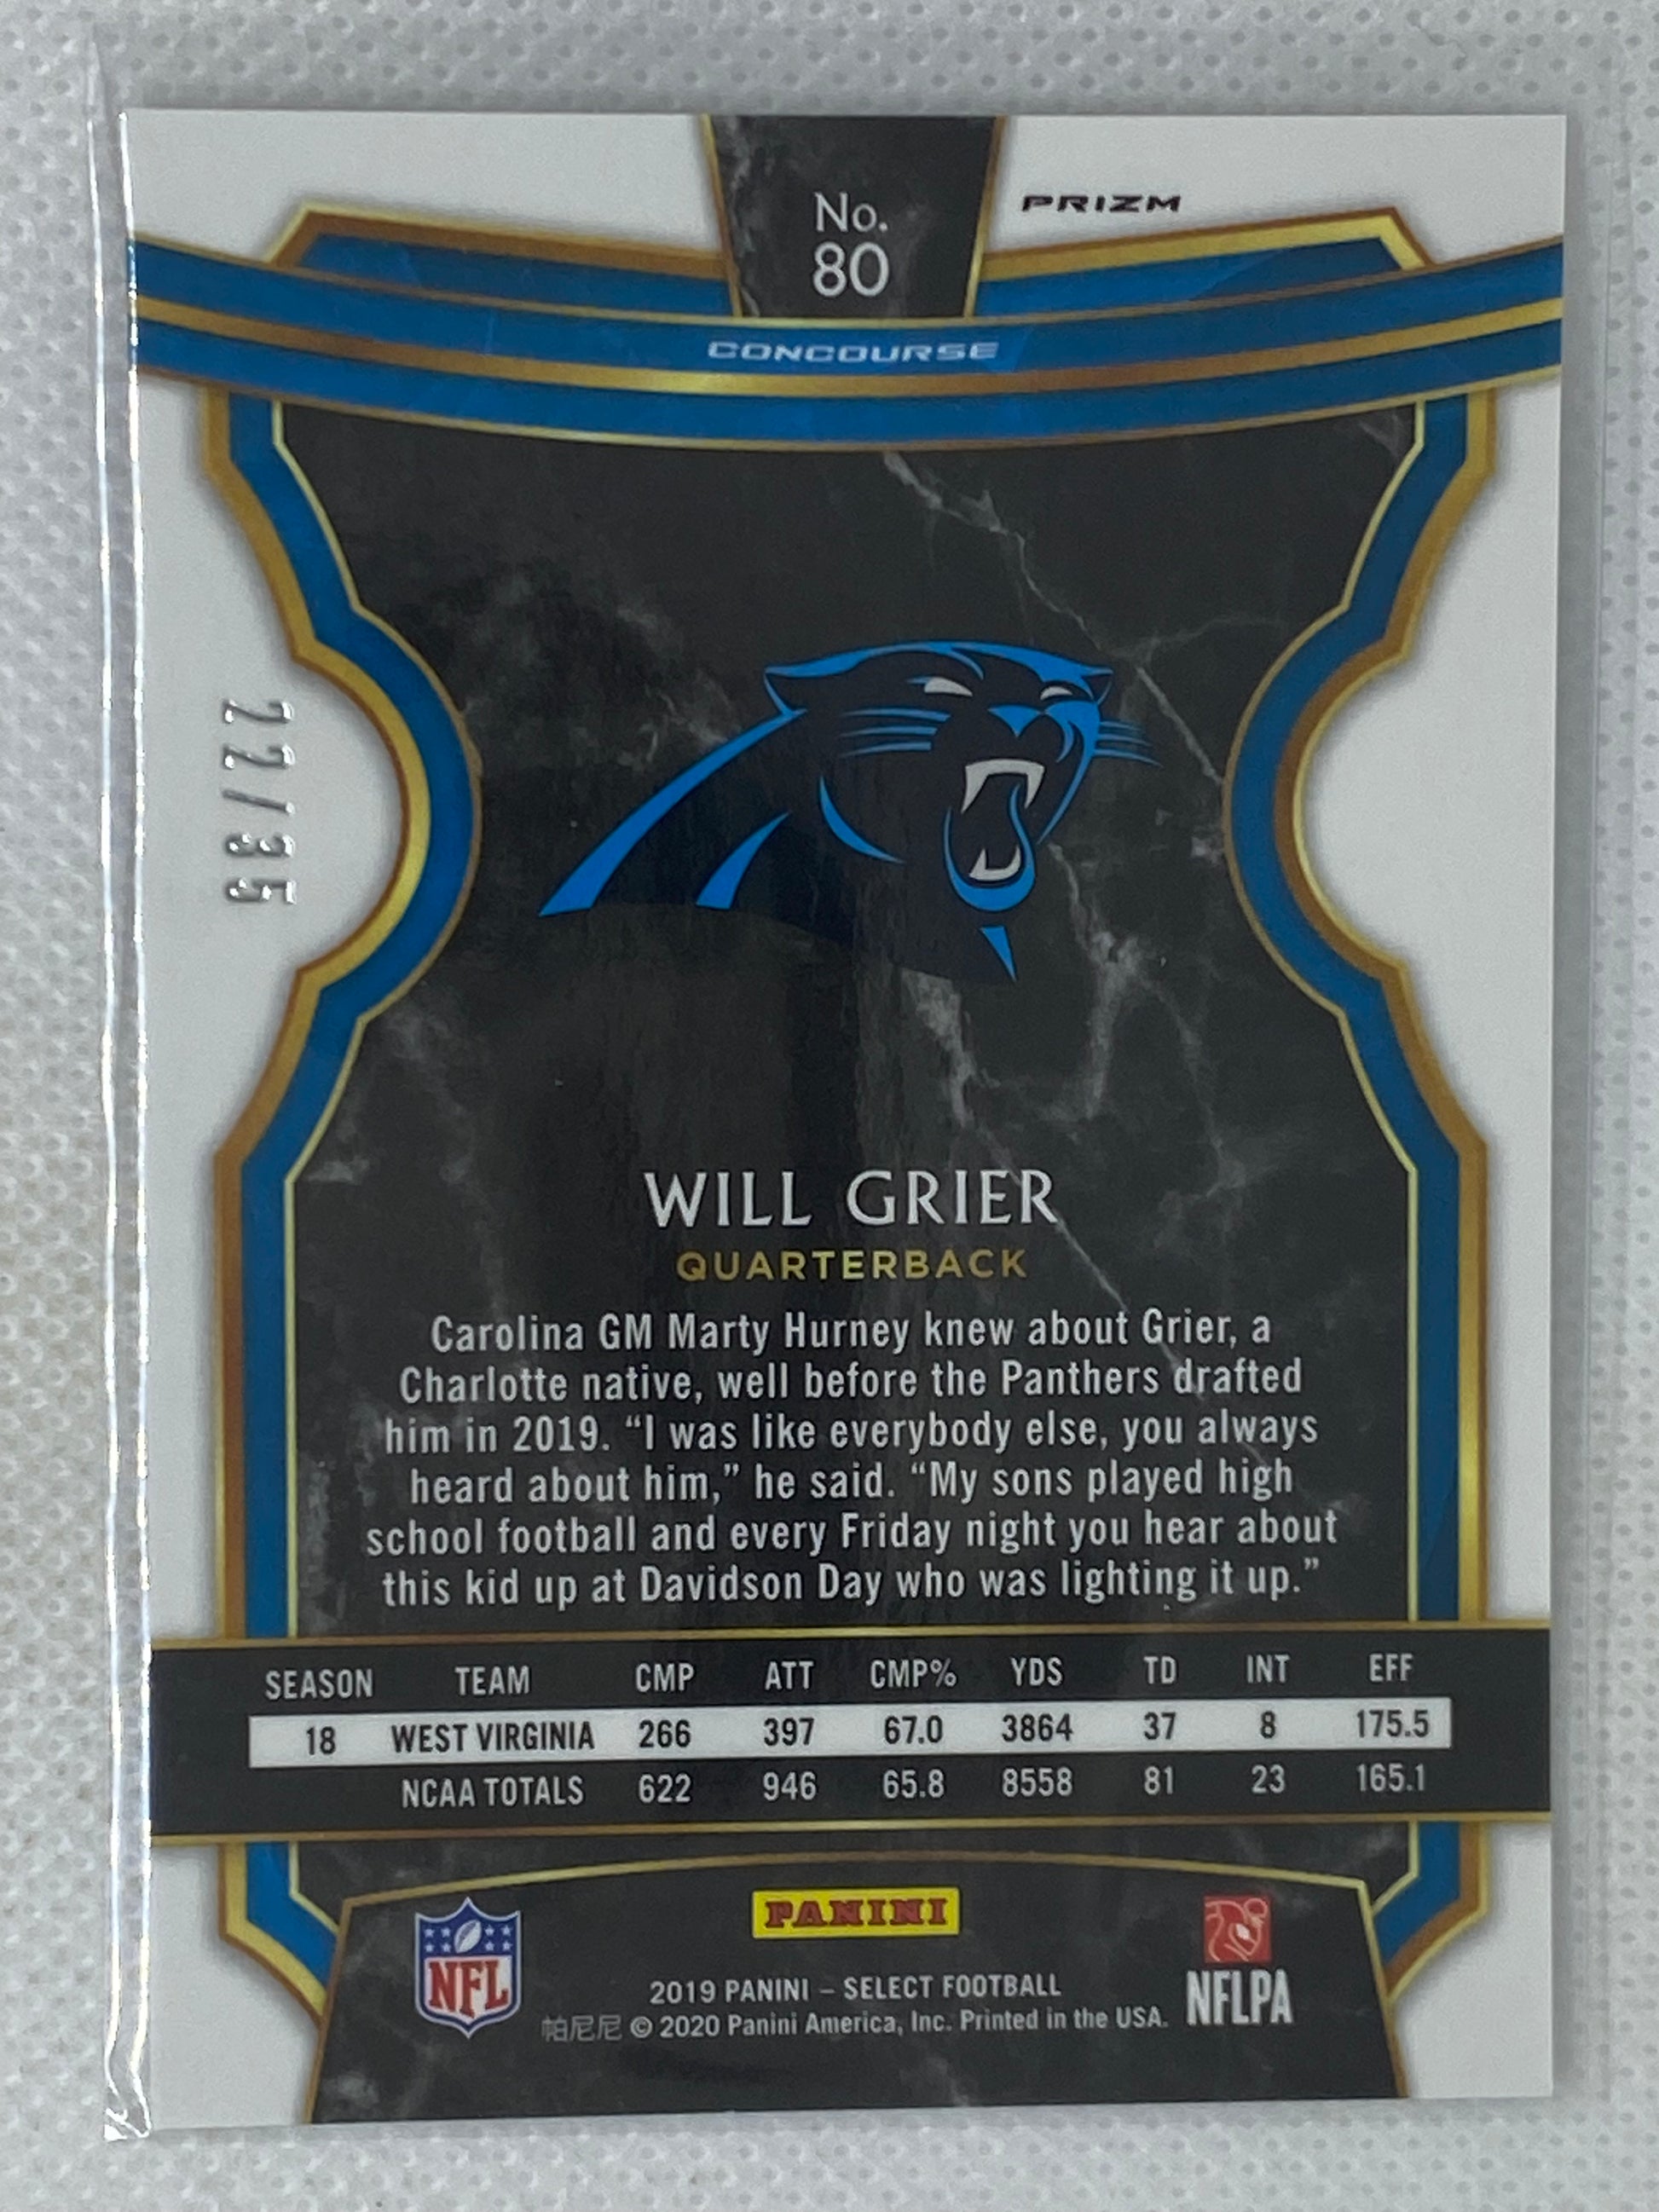 No.
80
PRIZM
CONCOURSE
22/35
WILL GRIER
QUARTERBACK
Carolina GM Marty Hurney knew about Grier, a
Charlotte native, well before the Panthers drafted
him in 2019. “I was like everybody else, you always
heard about him,” he said. “My sons played high
school football and every Friday night you hear about
this kid up at Davidson Day who was lighting it up.”
SEASON TEAM CMP ATT CMP% YDS TD INT EFF
18 WEST VIRGINIA 266 397 67.0 3864 37 8 175.5
NCAA TOTALS 622 946 65.8 8558 81 23 165.1
NFL
PANINI
NFLPA
2019 PANINI – SELECT FOOTBALL
帕尼尼 © 2020 Panini America, Inc. Printed in the USA.